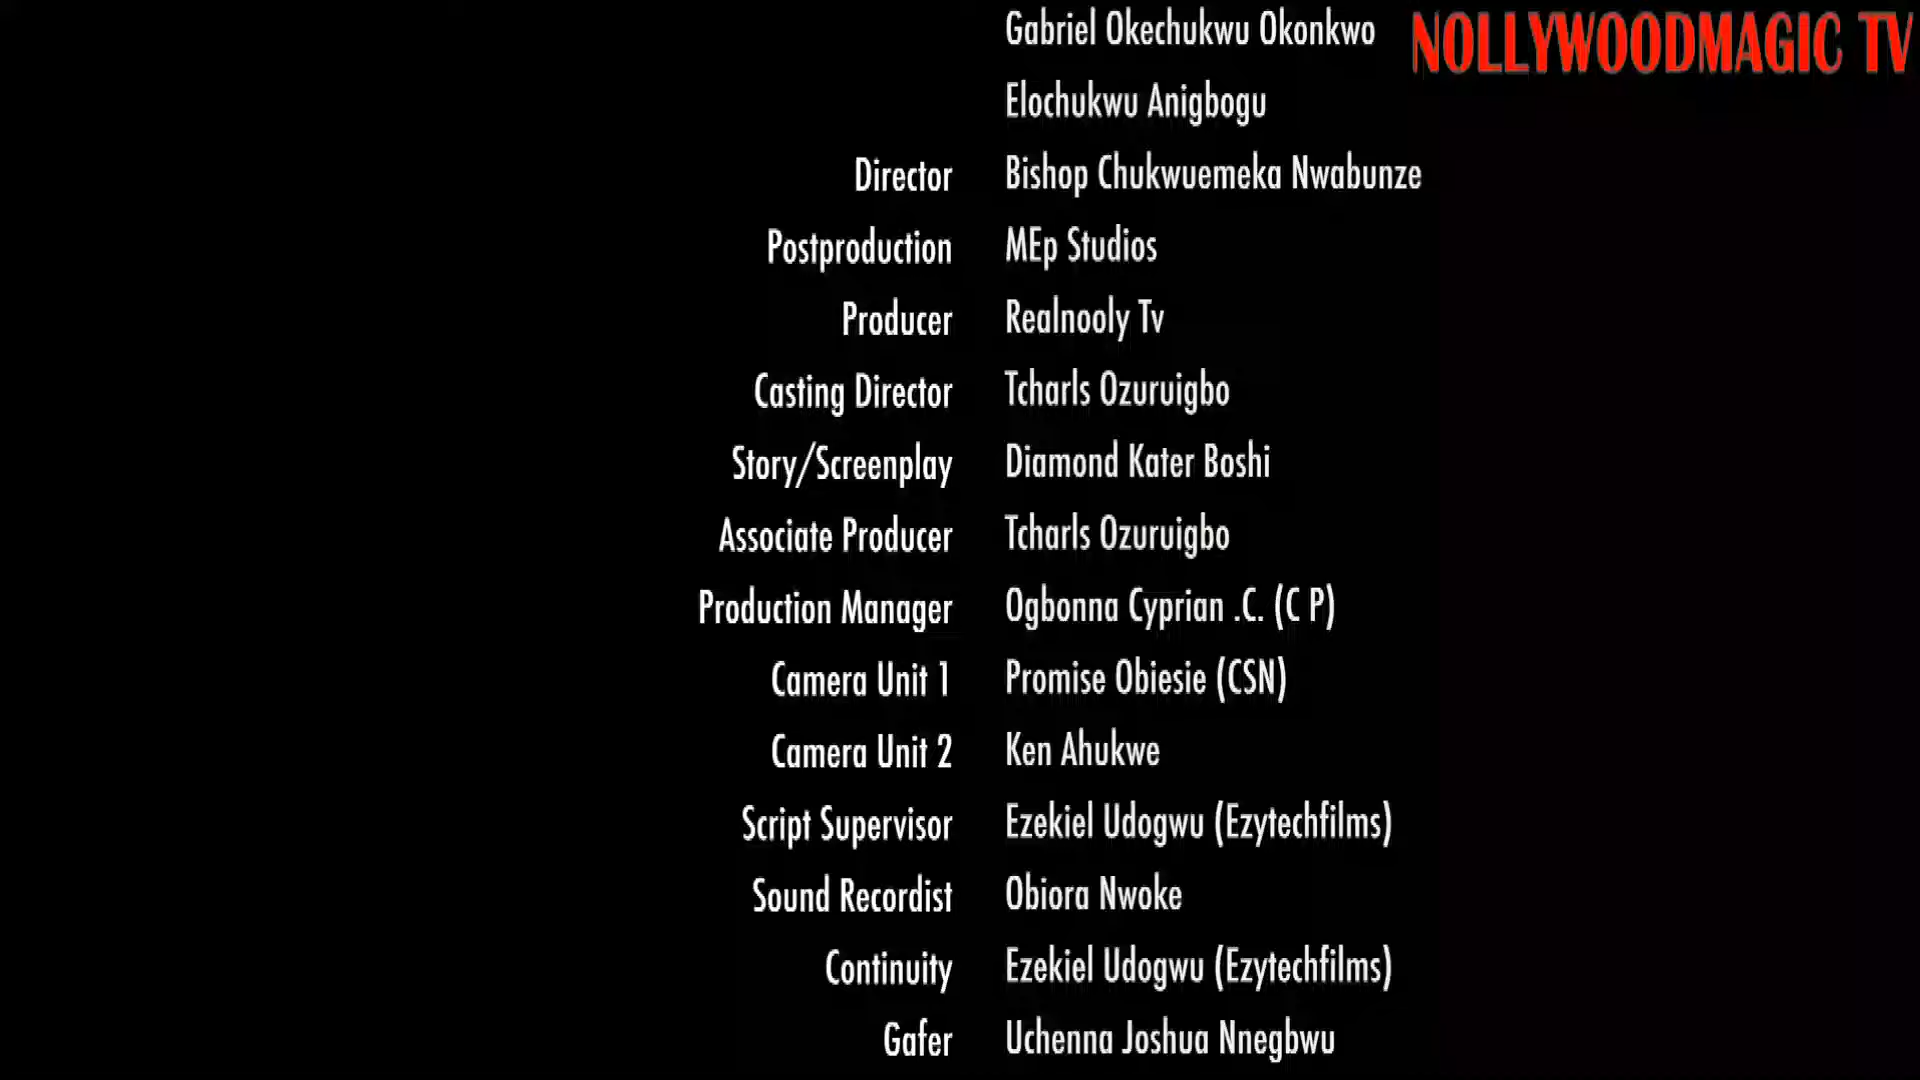 Gabriel Okechukwu Okonkwo
NOLLYWOODMAGIC TV
Elochukwu Anigbogu
Director Bishop Chukwuemeka Nwabunze
Postproduction MEp Studios
Producer Realnooly Tv
Casting Director Tcharls Ozuruigbo
Story/Screenplay Diamond Kater Boshi
Associate Producer Tcharls Ozuruigbo
Production Manager Ogbonna Cyprian .C. (C P)
Camera Unit 1 Promise Obiesie (CSN)
Camera Unit 2 Ken Ahukwe
Script Supervisor Ezekiel Udogwu (Ezytechfilms)
Sound Recordist Obiora Nwoke
Continuity Ezekiel Udogwu (Ezytechfilms)
Gafer Uchenna Joshua Nnegbwu